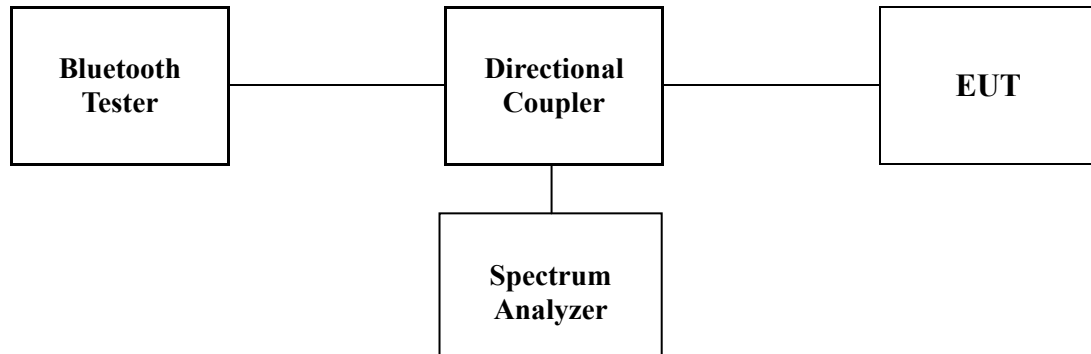 Bluetooth
Tester
Directional
Coupler
EUT
Spectrum
Analyzer